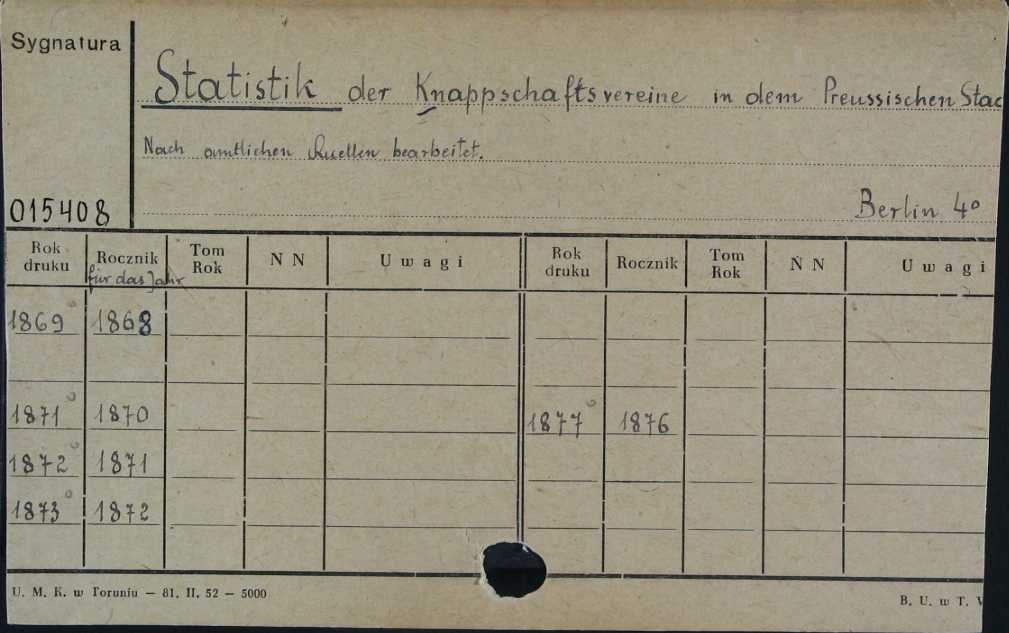 Sygnatura
Statistik der Knappschaftsvereine in dem Preussischen Staa
Nach amtlichen Quellen bearbeitet.
015408
Berlin 4°
Rok druku Rocznik Tom Rok N N Uwagi Rok druku Rocznik Tom Rok N N Uwagi
für das Jahr
1869° 1868
1871° 1870 1877° 1876
1872° 1871
1873° 1872
U. M. K. w Toruniu — 81. II. 52 — 5000
B. U. w T.